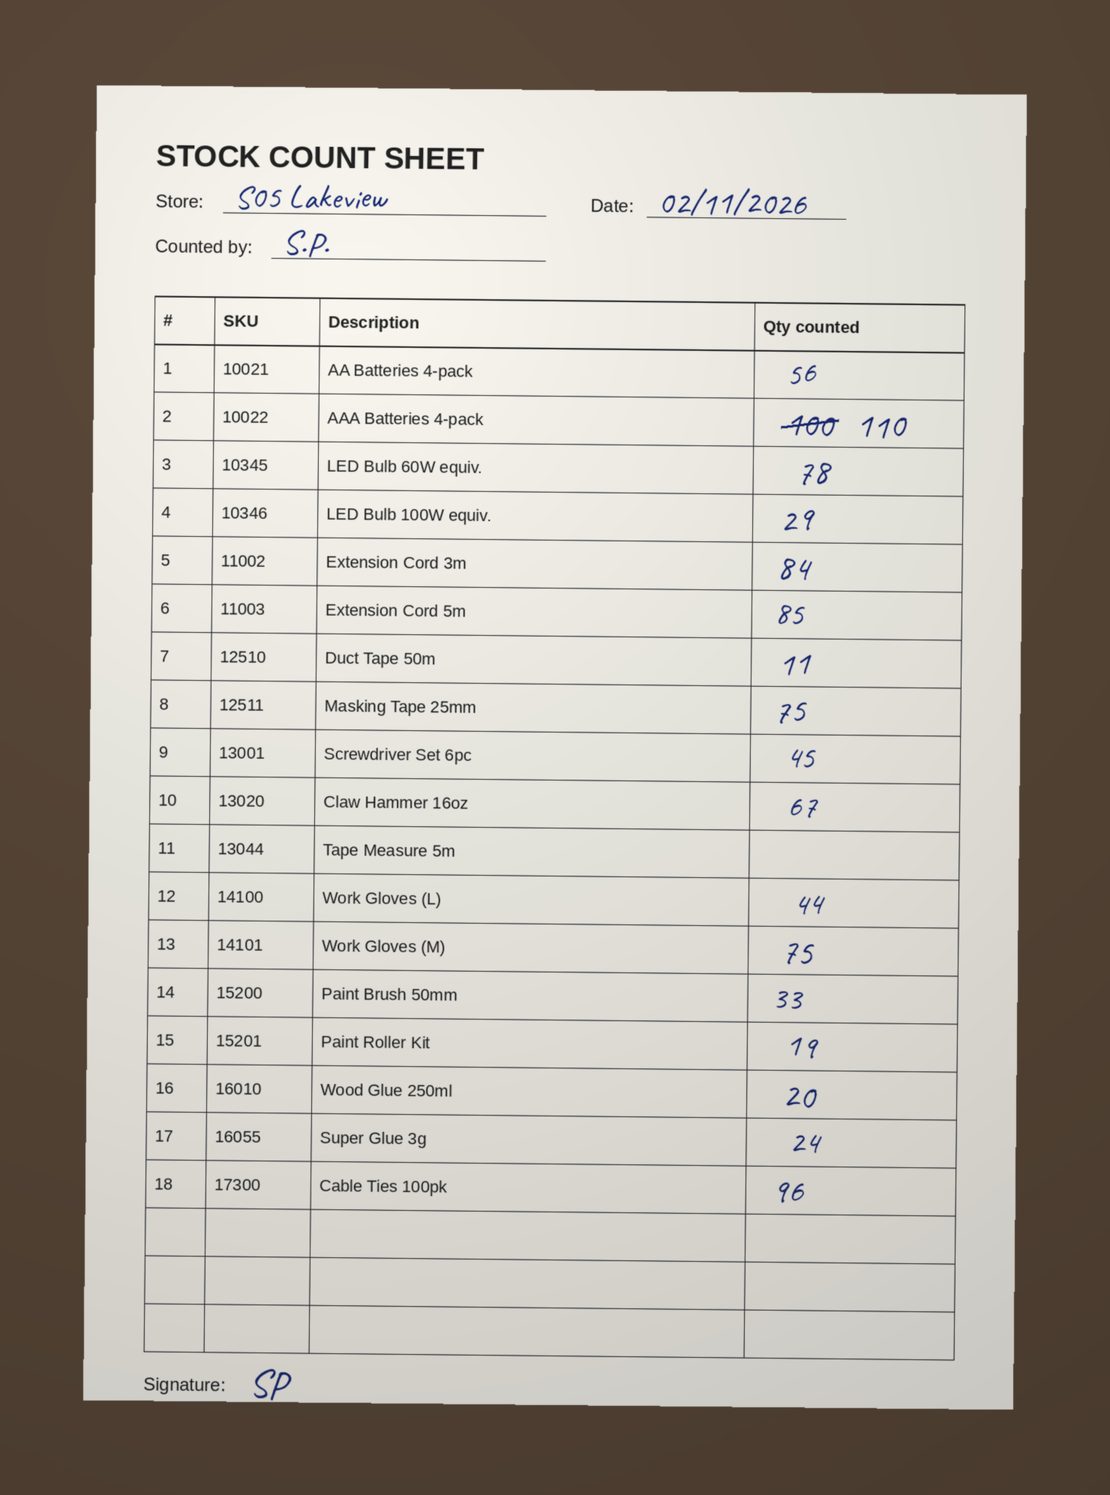 STOCK COUNT SHEET
Store: S05 Lakeview Date: 02/11/2026
Counted by: S.P.
# SKU Description Qty counted
1 10021 AA Batteries 4-pack 56
2 10022 AAA Batteries 4-pack 100 110
3 10345 LED Bulb 60W equiv. 78
4 10346 LED Bulb 100W equiv. 29
5 11002 Extension Cord 3m 84
6 11003 Extension Cord 5m 85
7 12510 Duct Tape 50m 11
8 12511 Masking Tape 25mm 75
9 13001 Screwdriver Set 6pc 45
10 13020 Claw Hammer 16oz 67
11 13044 Tape Measure 5m
12 14100 Work Gloves (L) 44
13 14101 Work Gloves (M) 75
14 15200 Paint Brush 50mm 33
15 15201 Paint Roller Kit 19
16 16010 Wood Glue 250ml 20
17 16055 Super Glue 3g 24
18 17300 Cable Ties 100pk 96
Signature: SP